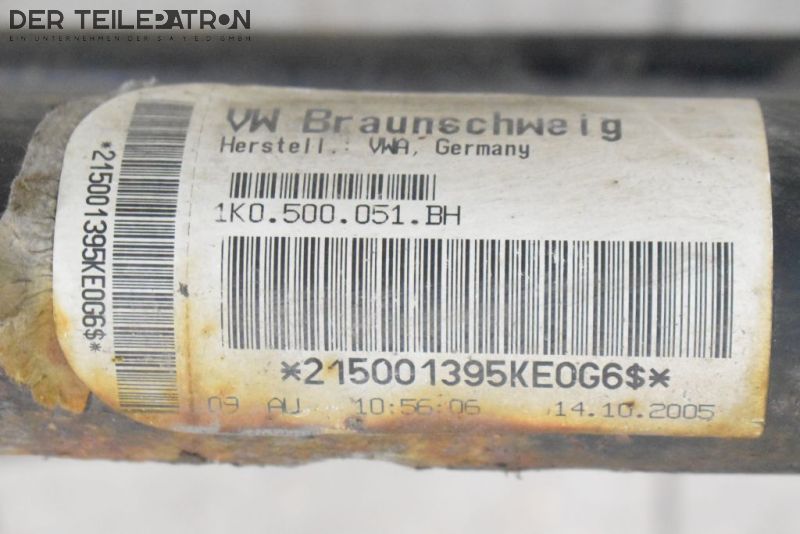 DER TEILEPATRON
EIN UNTERNEHMEN DER S A Y E D GMBH
VW Braunschweig
Herstell.: VWA, Germany
1K0.500.051.BH
*215001395KE0G6$*
09 AU 10:56:06 14.10.2005
*215001395KE0G6$*